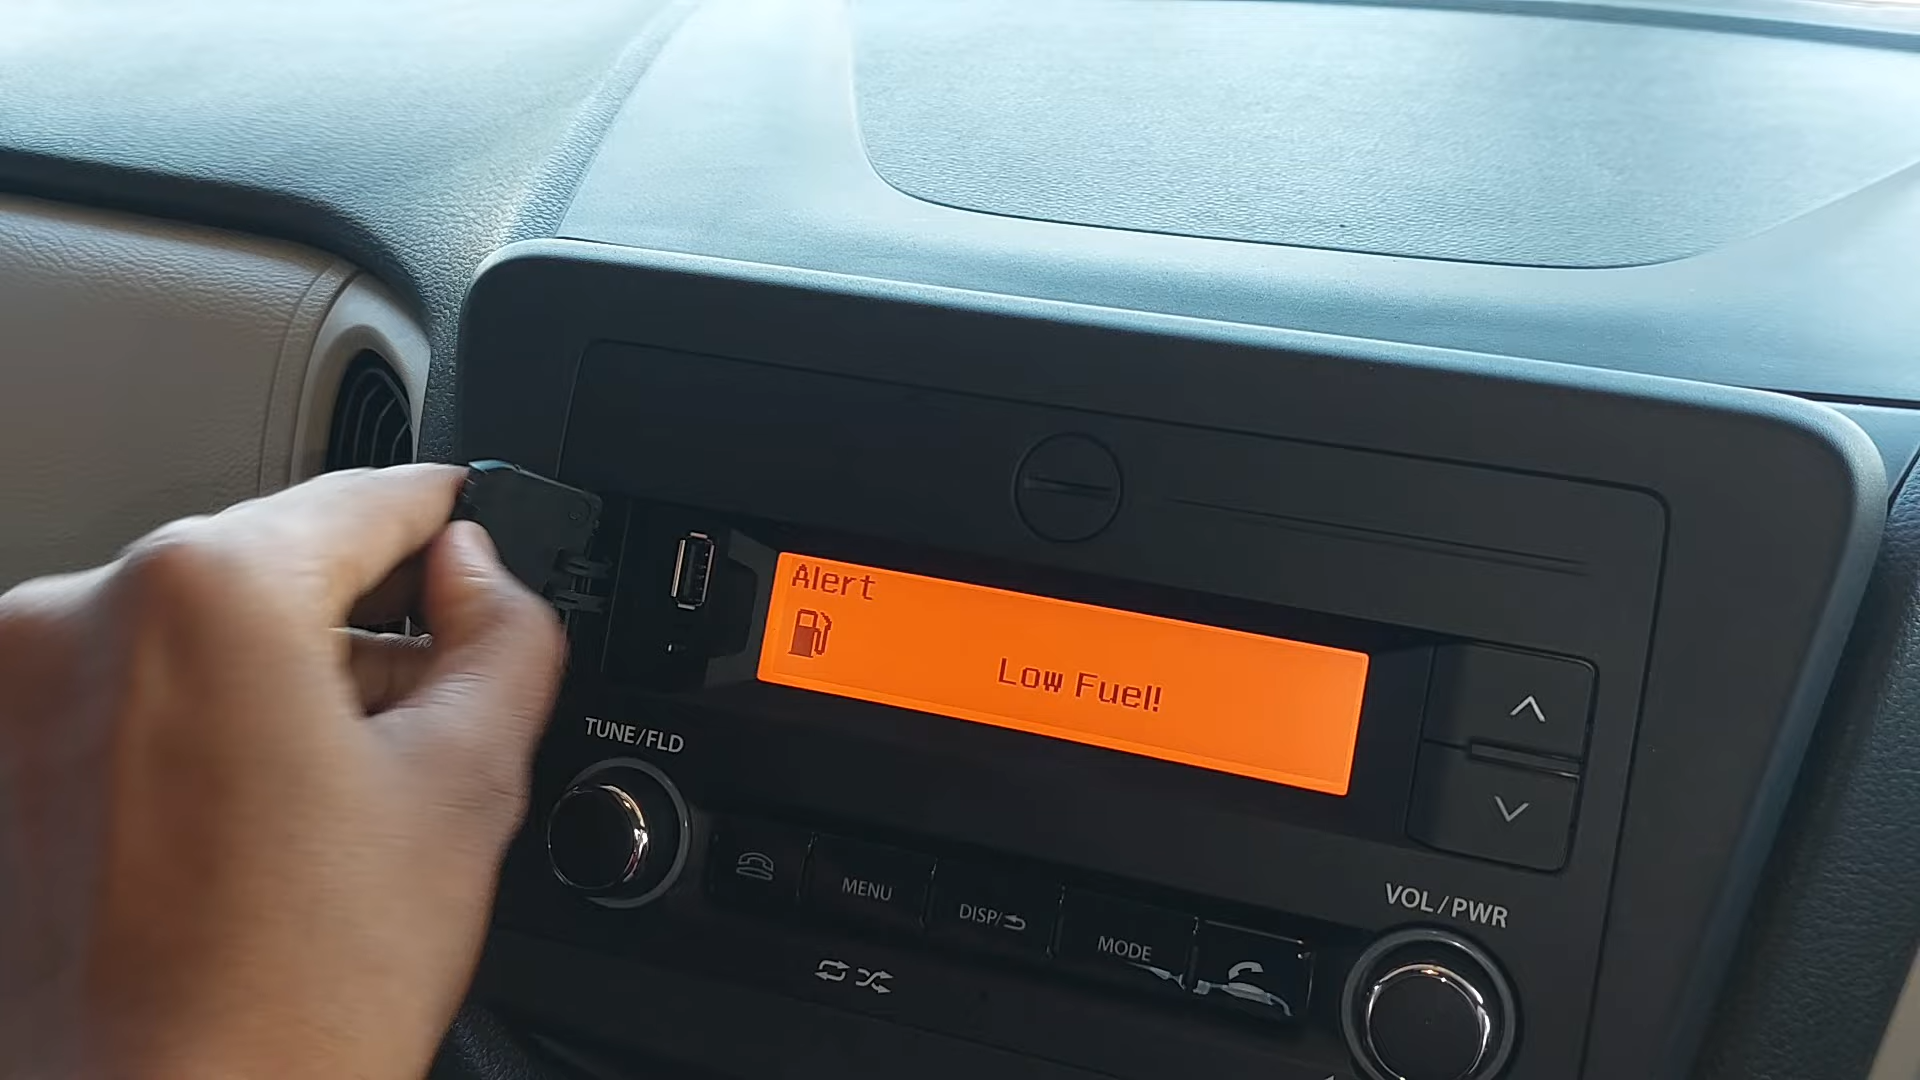 Alert
Low Fuel!
TUNE/FLD
MENU
DISP/
MODE
VOL/PWR